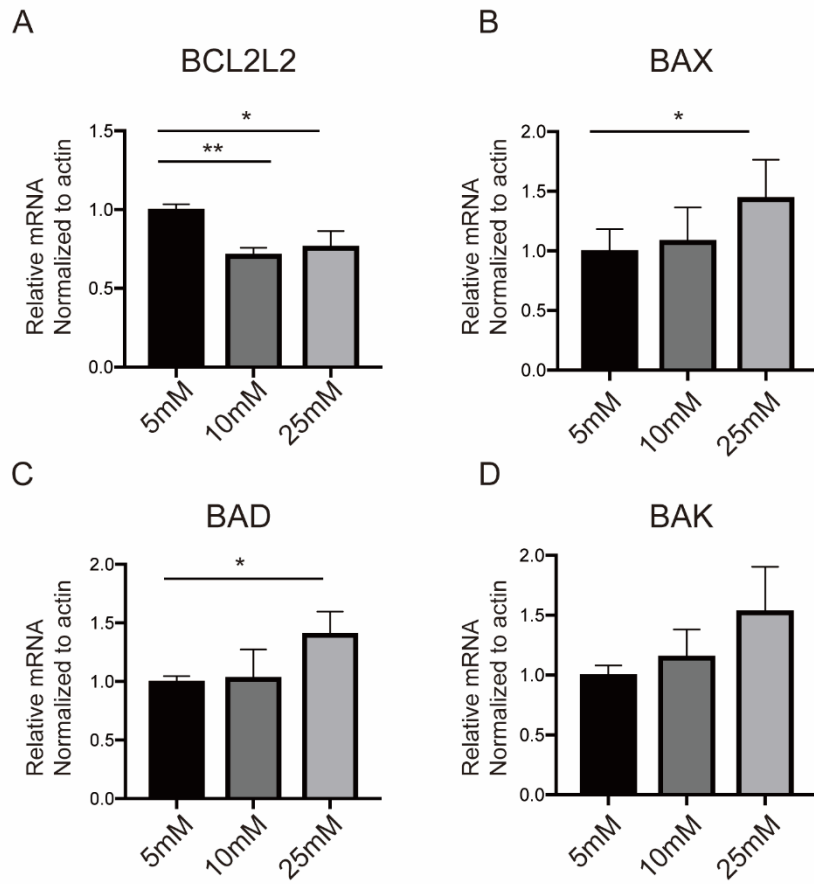 A
BCL2L2
Relative mRNA
Normalized to actin
1.5
1.0
0.5
0.0
*
**
5mM
10mM
25mM
B
BAX
Relative mRNA
Normalized to actin
2.0
1.5
1.0
0.5
0.0
*
5mM
10mM
25mM
C
BAD
Relative mRNA
Normalized to actin
2.0
1.5
1.0
0.5
0.0
*
5mM
10mM
25mM
D
BAK
Relative mRNA
Normalized to actin
2.0
1.5
1.0
0.5
0.0
5mM
10mM
25mM